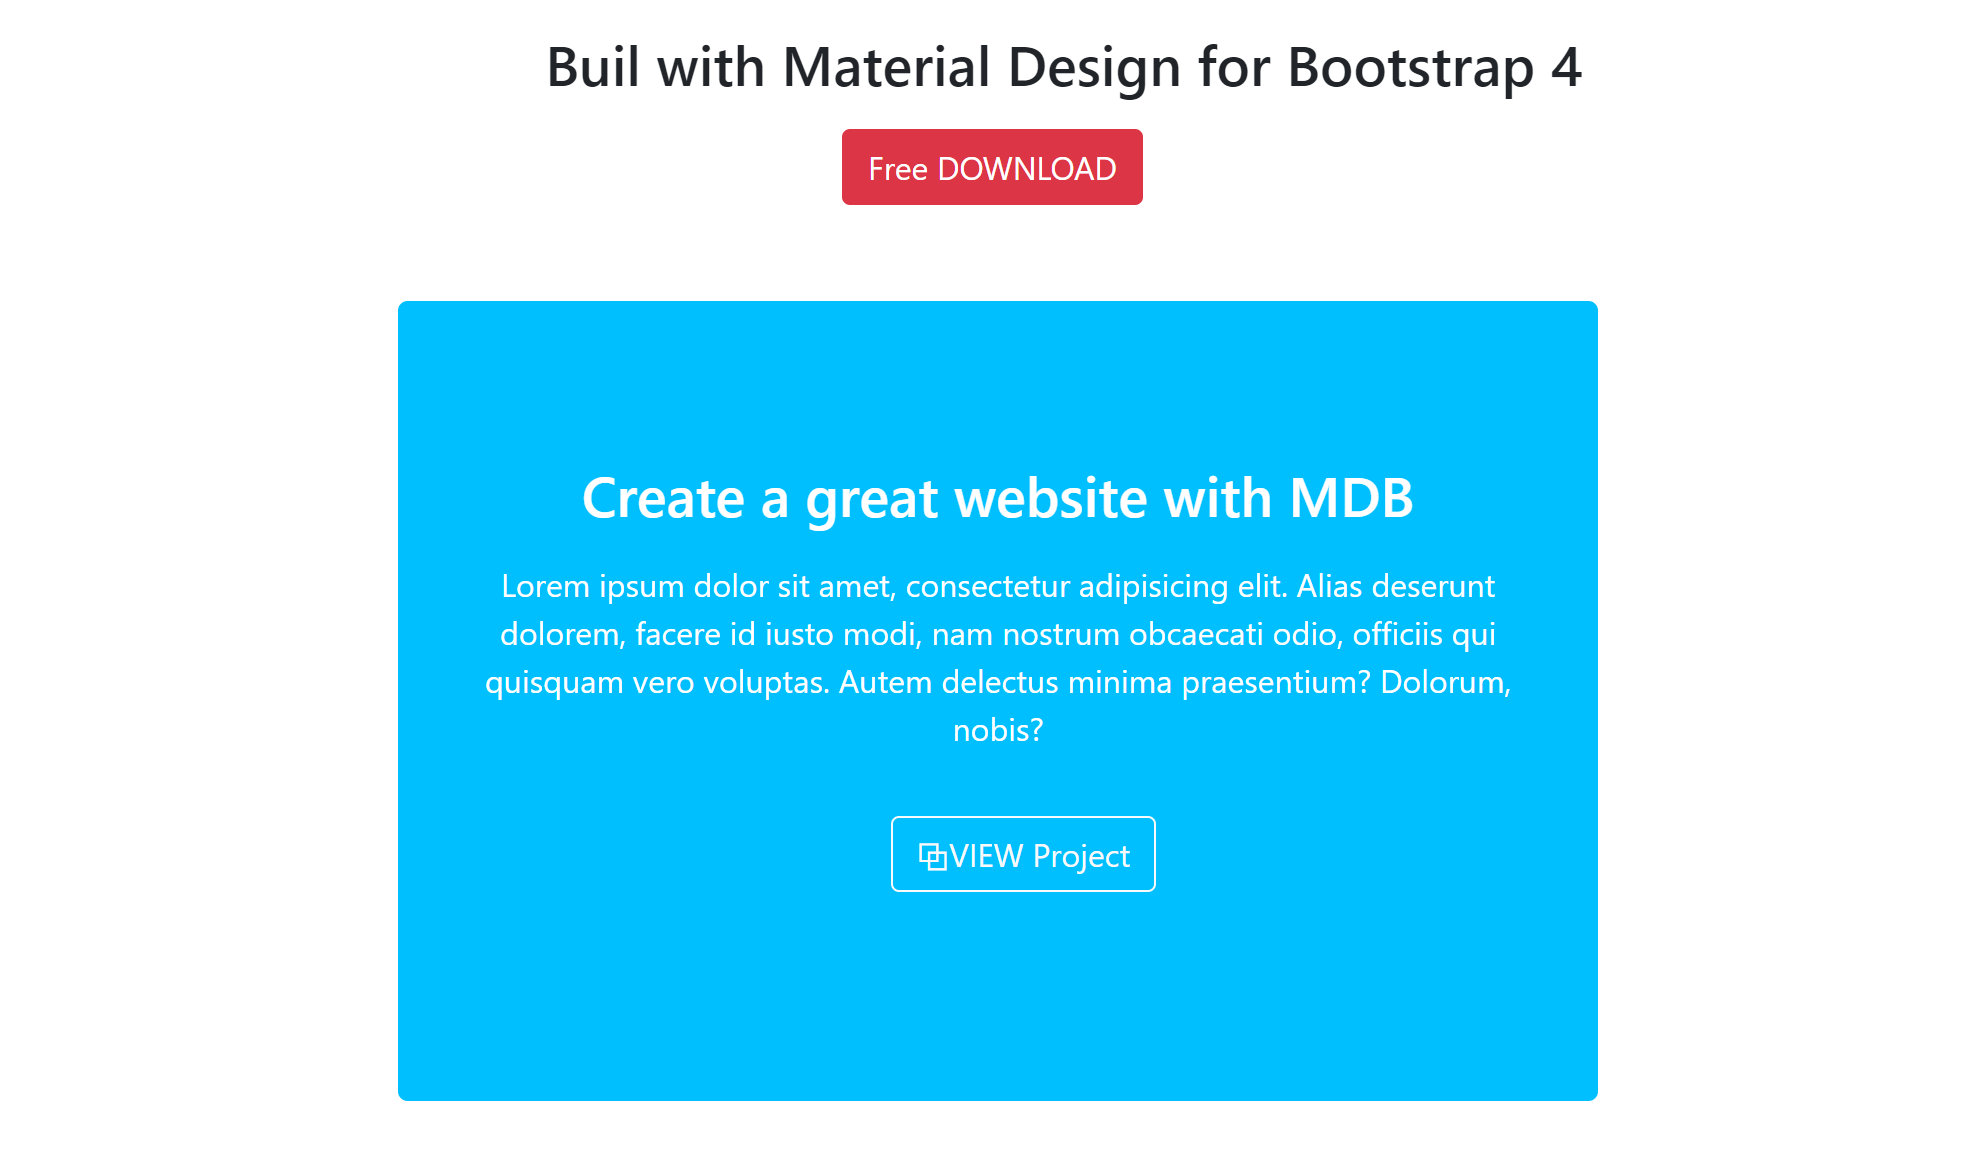 Buil with Material Design for Bootstrap 4
Free DOWNLOAD
Create a great website with MDB
Lorem ipsum dolor sit amet, consectetur adipisicing elit. Alias deserunt
dolorem, facere id iusto modi, nam nostrum obcaecati odio, officiis qui
quisquam vero voluptas. Autem delectus minima praesentium? Dolorum,
nobis?
VIEW Project